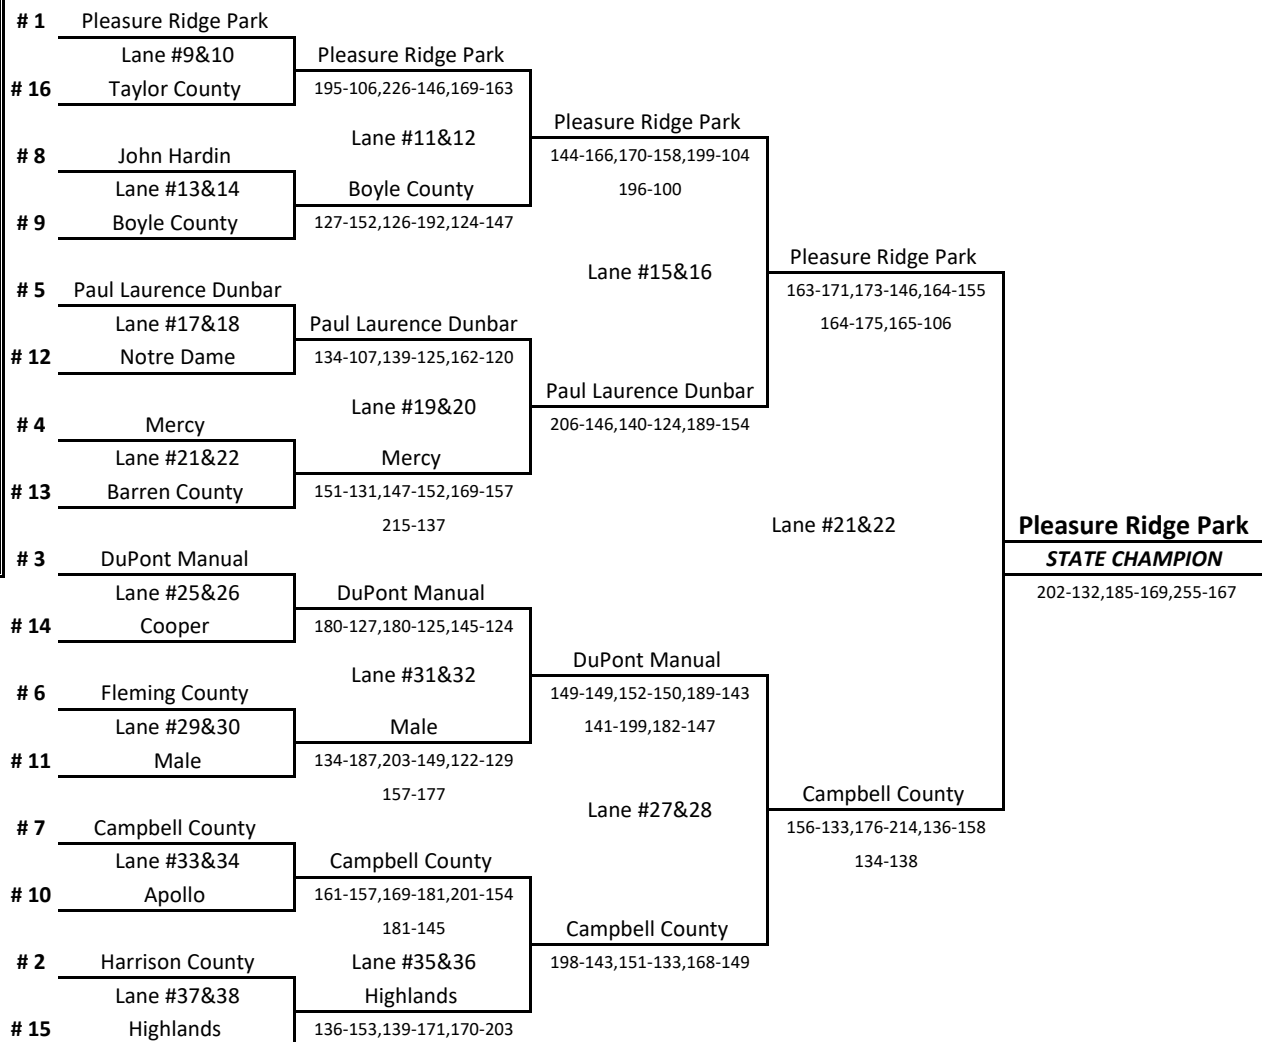 # 1 Pleasure Ridge Park
Lane #9&10 Pleasure Ridge Park
# 16 Taylor County 195-106,226-146,169-163
Pleasure Ridge Park
Lane #11&12
# 8 John Hardin 144-166,170-158,199-104
Lane #13&14 Boyle County 196-100
# 9 Boyle County 127-152,126-192,124-147
Pleasure Ridge Park
Lane #15&16
# 5 Paul Laurence Dunbar 163-171,173-146,164-155
Lane #17&18 Paul Laurence Dunbar 164-175,165-106
# 12 Notre Dame 134-107,139-125,162-120
Paul Laurence Dunbar
Lane #19&20
# 4 Mercy 206-146,140-124,189-154
Lane #21&22 Mercy
# 13 Barren County 151-131,147-152,169-157
215-137 Lane #21&22 Pleasure Ridge Park
# 3 DuPont Manual STATE CHAMPION
Lane #25&26 DuPont Manual 202-132,185-169,255-167
# 14 Cooper 180-127,180-125,145-124
DuPont Manual
Lane #31&32
# 6 Fleming County 149-149,152-150,189-143
Lane #29&30 Male 141-199,182-147
# 11 Male 134-187,203-149,122-129
157-177 Campbell County
Lane #27&28
# 7 Campbell County 156-133,176-214,136-158
Lane #33&34 Campbell County 134-138
# 10 Apollo 161-157,169-181,201-154
181-145 Campbell County
# 2 Harrison County Lane #35&36 198-143,151-133,168-149
Lane #37&38 Highlands
# 15 Highlands 136-153,139-171,170-203